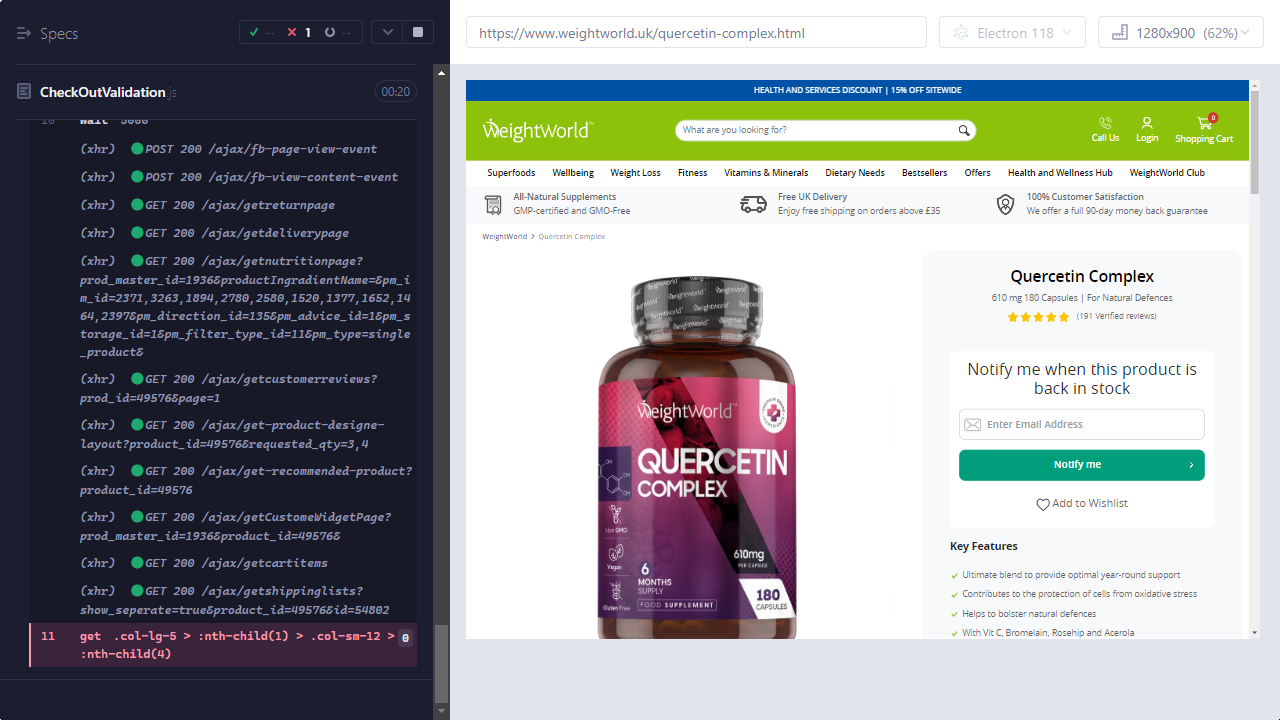 Specs
--
1
--
https://www.weightworld.uk/quercetin-complex.html
Electron 118
1280x900 (62%)
CheckOutValidation.js
00:20
10 wait 5000
(xhr) POST 200 /ajax/fb-page-view-event
(xhr) POST 200 /ajax/fb-view-content-event
(xhr) GET 200 /ajax/getreturnpage
(xhr) GET 200 /ajax/getdeliverypage
(xhr) GET 200 /ajax/getnutritionpage?
prod_master_id=1936&productIngradientName=&pm_i
m_id=2371,3263,1894,2780,2580,1520,1377,1652,14
64,2397&pm_direction_id=135&pm_advice_id=1&pm_s
torage_id=1&pm_filter_type_id=11&pm_type=single
_product&
(xhr) GET 200 /ajax/getcustomerreviews?
prod_id=49576&page=1
(xhr) GET 200 /ajax/get-product-designe-
layout?product_id=49576&requested_qty=3,4
(xhr) GET 200 /ajax/get-recommended-product?
product_id=49576
(xhr) GET 200 /ajax/getCustomeWidgetPage?
prod_master_id=1936&product_id=49576&
(xhr) GET 200 /ajax/getcartitems
(xhr) GET 200 /ajax/getshippinglists?
show_seperate=true&product_id=49576&id=54802
11 get .col-lg-5 > :nth-child(1) > .col-sm-12 > 0
:nth-child(4)
HEALTH AND SERVICES DISCOUNT | 15% OFF SITEWIDE
WeightWorld™
What are you looking for?
Call Us
Login
0
Shopping Cart
Superfoods Wellbeing Weight Loss Fitness Vitamins & Minerals Dietary Needs Bestsellers Offers Health and Wellness Hub WeightWorld Club
All-Natural Supplements
GMP-certified and GMO-Free
Free UK Delivery
Enjoy free shipping on orders above £35
100% Customer Satisfaction
We offer a full 90-day money back guarantee
WeightWorld > Quercetin Complex
WeightWorld™
QUERCETIN
COMPLEX
Non GMO
Vegan
Gluten Free
610mg
PER CAPSULE
6
MONTHS
SUPPLY
FOOD SUPPLEMENT
180
CAPSULES
Quercetin Complex
610 mg 180 Capsules | For Natural Defences
(191 Verified reviews)
Notify me when this product is
back in stock
Enter Email Address
Notify me
Add to Wishlist
Key Features
Ultimate blend to provide optimal year-round support
Contributes to the protection of cells from oxidative stress
Helps to bolster natural defences
With Vit C, Bromelain, Rosehip and Acerola